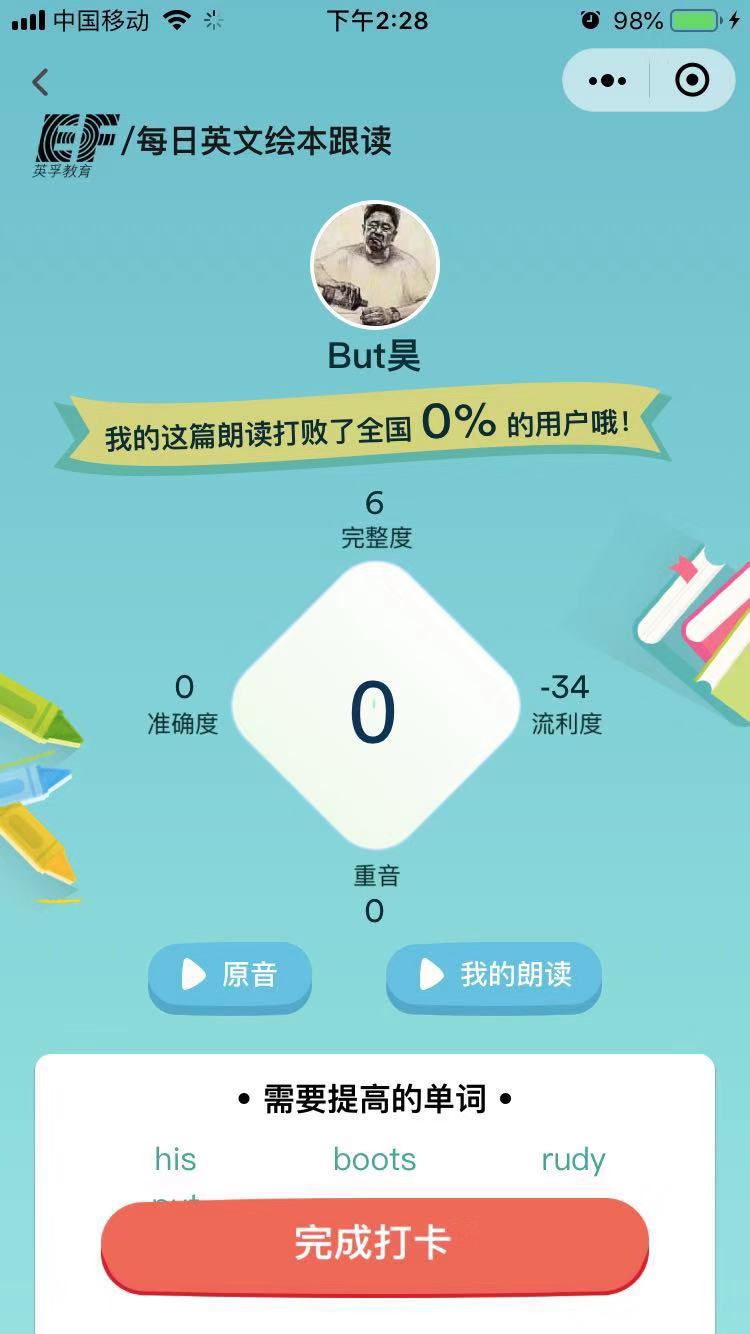 中国移动 下午2:28 98%
EF/每日英文绘本跟读
英孚教育
But昊
我的这篇朗读打败了全国 0% 的用户哦！
6
完整度
0
准确度
0
-34
流利度
重音
0
原音
我的朗读
• 需要提高的单词 •
his boots rudy
完成打卡